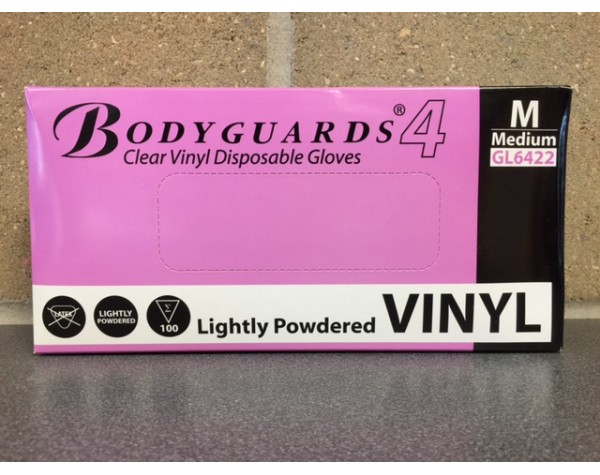 BODYGUARDS® 4
Clear Vinyl Disposable Gloves
M
Medium
GL6422
LATEX
LIGHTLY
POWDERED
Σ
100
Lightly Powdered VINYL